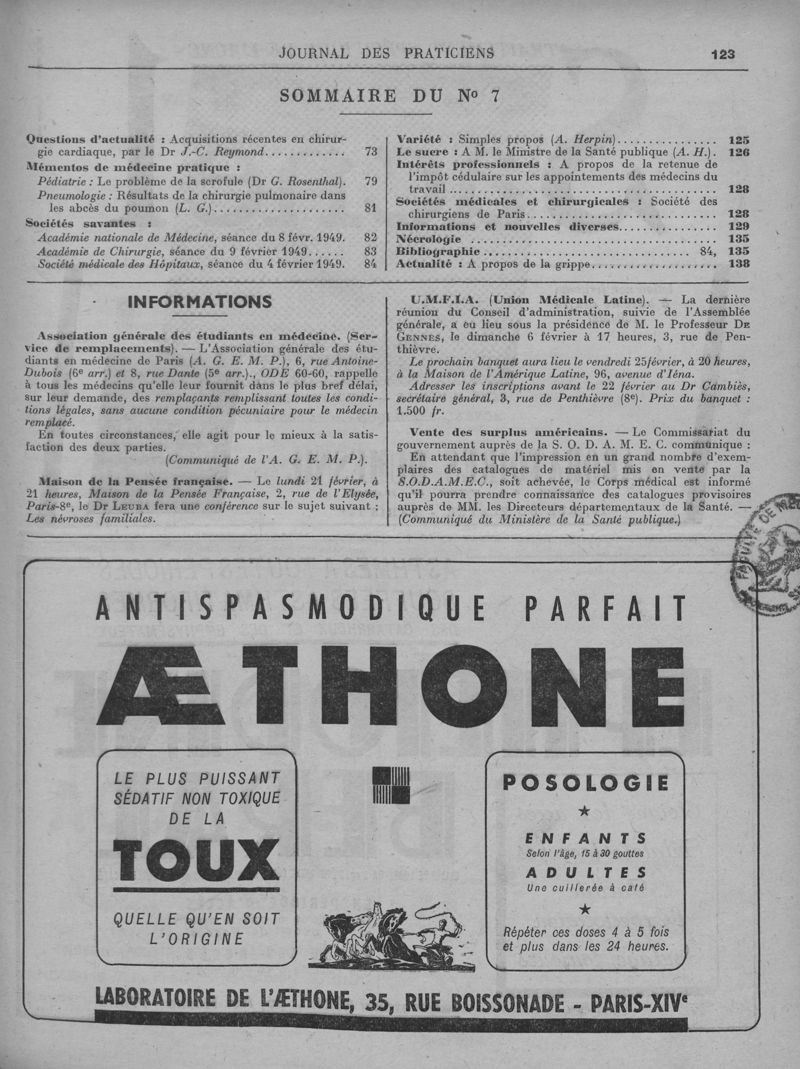 JOURNAL DES PRATICIENS 123
SOMMAIRE DU No 7
Questions d'actualité : Acquisitions récentes en chirur-
gie cardiaque, par le Dr J.-C. Reymond............. 73
Mémentos de médecine pratique :
Pédiatrie : Le problème de la scrofule (Dr G. Rosenthal). 79
Pneumologie : Résultats de la chirurgie pulmonaire dans
les abcès du poumon (L. G.)..................... 81
Sociétés savantes :
Académie nationale de Médecine, séance du 8 févr. 1949. 82
Académie de Chirurgie, séance du 9 février 1949...... 83
Société médicale des Hôpitaux, séance du 4 février 1949. 84
Variété : Simples propos (A. Herpin)................ 125
Le sucre : A M. le Ministre de la Santé publique (A. H.). 126
Intérêts professionnels : A propos de la retenue de
l'impôt cédulaire sur les appointements des médecins du
travail ........................................... 128
Sociétés médicales et chirurgicales : Société des
chirurgiens de Paris............................... 128
Informations et nouvelles diverses................ 129
Nécrologie ........................................ 135
Bibliographie ................................. 84, 135
Actualité : A propos de la grippe.................... 138
INFORMATIONS
Association générale des étudiants en médecine. (Ser-
vice de remplacements). — L'Association générale des étu-
diants en médecine de Paris (A. G. E. M. P.), 6, rue Antoine-
Dubois (6e arr.) et 8, rue Dante (5e arr.)., ODE 60-60, rappelle
à tous les médecins qu'elle leur fournit dans le plus bref délai,
sur leur demande, des remplaçants remplissant toutes les condi-
tions légales, sans aucune condition pécuniaire pour le médecin
remplacé.
En toutes circonstances, elle agit pour le mieux à la satis-
faction des deux parties.
(Communiqué de l'A. G. E. M. P.).
Maison de la Pensée française. — Le lundi 21 février, à
21 heures, Maison de la Pensée Française, 2, rue de l'Elysée,
Paris-8e, le Dr LEUBA fera une conférence sur le sujet suivant :
Les névroses familiales.
U.M.F.I.A. (Union Médicale Latine). — La dernière
réunion du Conseil d'administration, suivie de l'Assemblée
générale, a eu lieu sous la présidence de M. le Professeur DE
GENNES, le dimanche 6 février à 17 heures, 3, rue de Pen-
thièvre.
Le prochain banquet aura lieu le vendredi 25 février, à 20 heures,
à la Maison de l'Amérique Latine, 96, avenue d'Iéna.
Adresser les inscriptions avant le 22 février au Dr Cambiès,
secrétaire général, 3, rue de Penthièvre (8e). Prix du banquet :
1.500 fr.
Vente des surplus américains. — Le Commissariat du
gouvernement auprès de la S. O. D. A. M. E. C. communique :
En attendant que l'impression en un grand nombre d'exem-
plaires des catalogues de matériel mis en vente par la
S.O.D.A.M.E.C., soit achevée, le Corps médical est informé
qu'il pourra prendre connaissance des catalogues provisoires
auprès de MM. les Directeurs départementaux de la Santé. —
(Communiqué du Ministère de la Santé publique.)
ANTISPASMODIQUE PARFAIT
ÆTHONE
LE PLUS PUISSANT
SÉDATIF NON TOXIQUE
DE LA
TOUX
QUELLE QU'EN SOIT
L'ORIGINE
POSOLOGIE
ENFANTS
Selon l'âge, 15 à 30 gouttes
ADULTES
Une cuillerée à café
Répéter ces doses 4 à 5 fois
et plus dans les 24 heures.
LABORATOIRE DE L'ÆTHONE, 35, RUE BOISSONADE - PARIS-XIVe